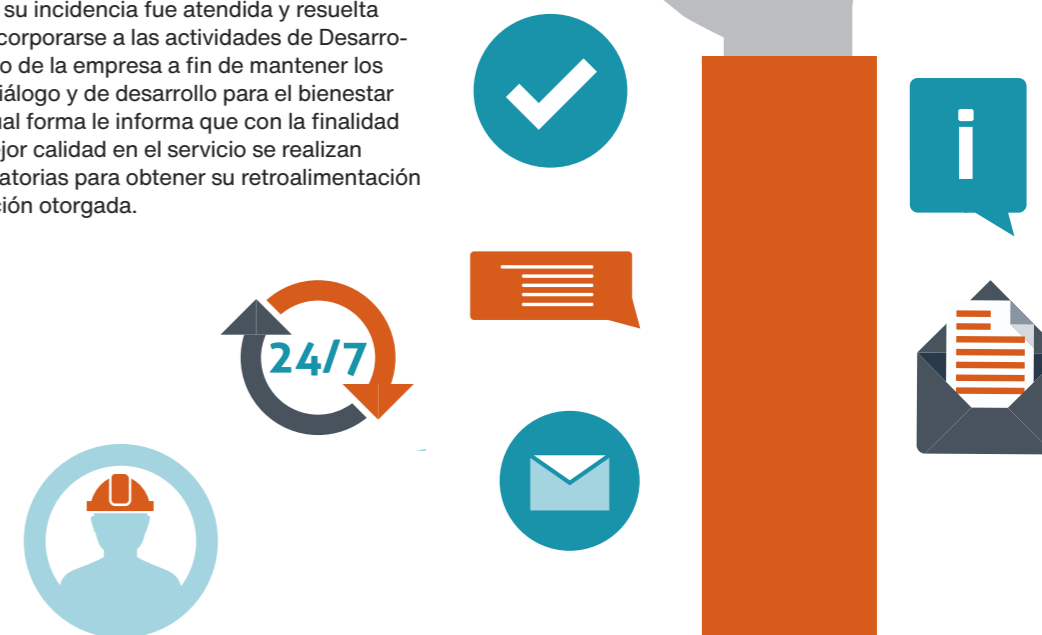 su incidencia fue atendida y resuelta
corporarse a las actividades de Desarro-
o de la empresa a fin de mantener los
iálogo y de desarrollo para el bienestar
ual forma le informa que con la finalidad
jor calidad en el servicio se realizan
atorias para obtener su retroalimentación
ción otorgada.
24/7
i